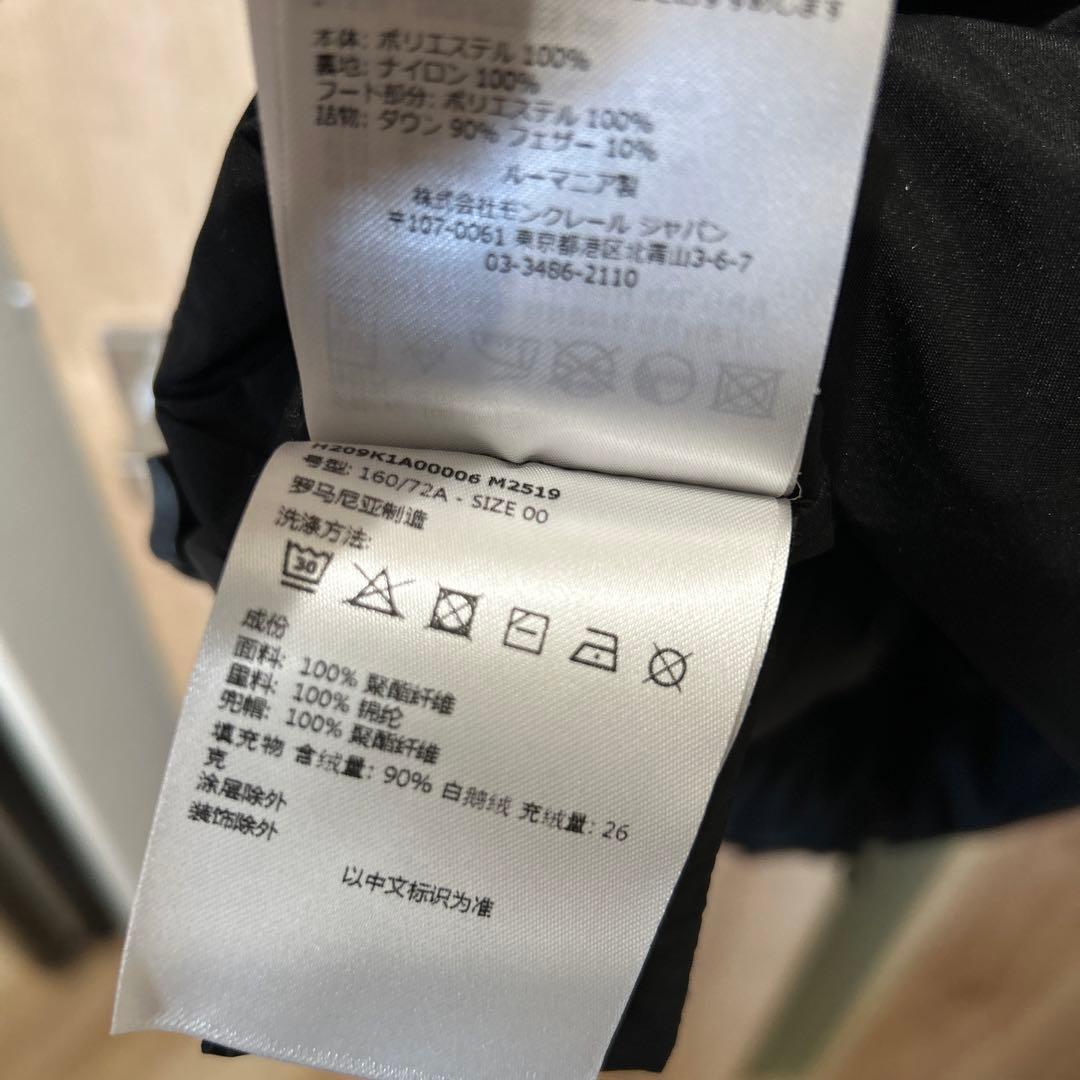 本体: ポリエステル 100%
裏地: ナイロン 100%
フード部分: ポリエステル 100%
詰物: ダウン 90% フェザー 10%
ルーマニア製
株式会社モンクレール ジャパン
〒107-0061 東京都港区北青山3-6-7
03-3486-2110
H209K1A00006 M2519
号型: 160/72A - SIZE 00
罗马尼亚制造
洗涤方法:
30
成份
面料: 100% 聚酯纤维
里料: 100% 锦纶
兜帽: 100% 聚酯纤维
填充物 含绒量: 90% 白鹅绒 充绒量: 26
克
涂层除外
装饰除外
以中文标识为准